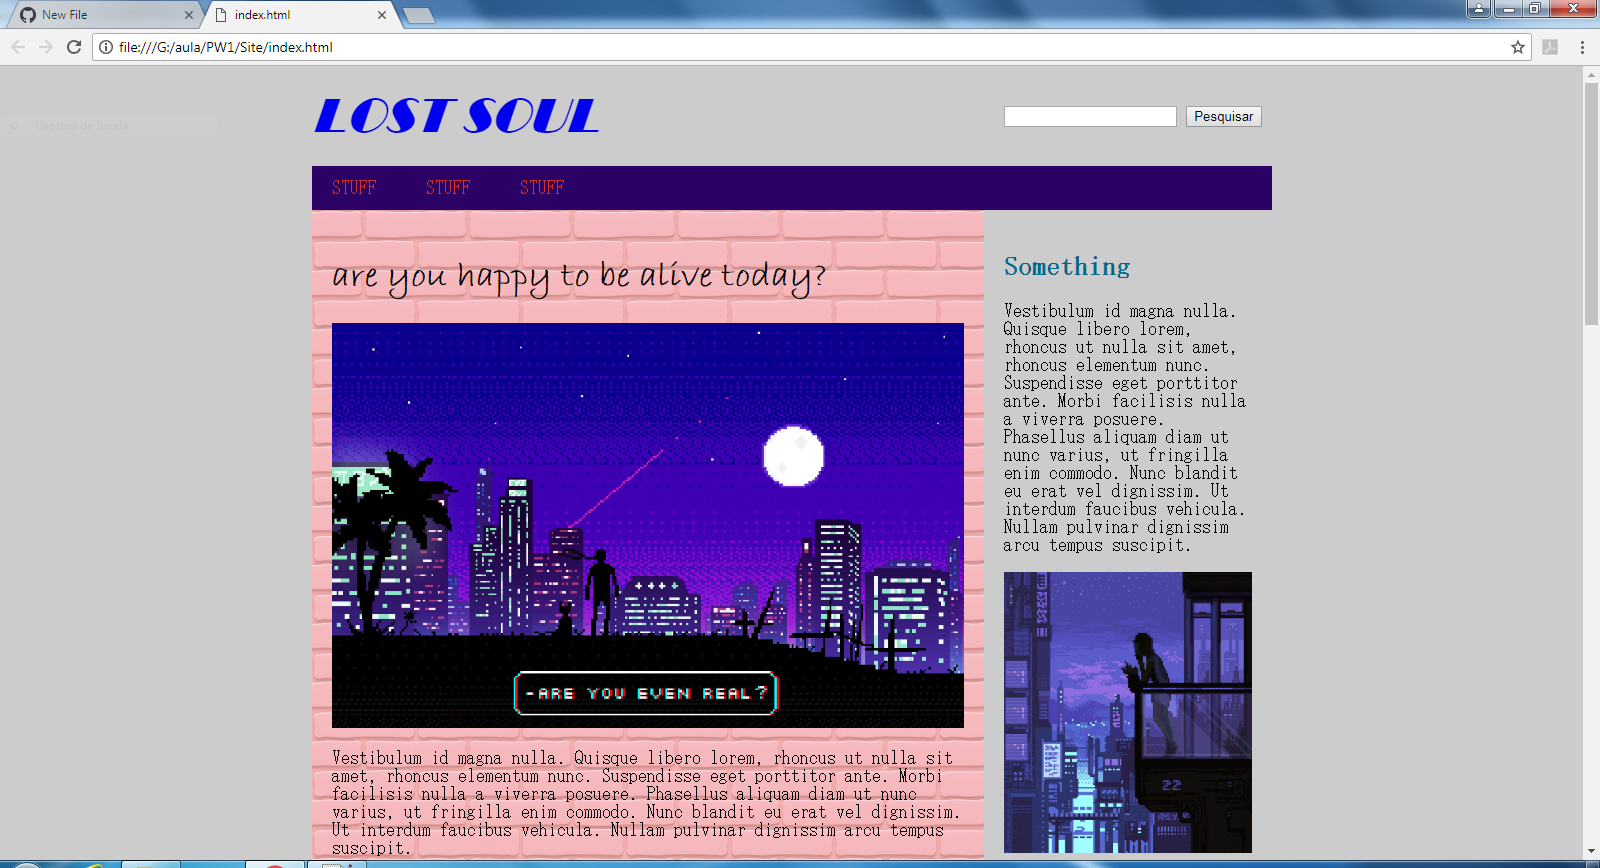 New File
index.html
file:///G:/aula/PW1/Site/index.html
Captura de Janela
LOST SOUL
Pesquisar
STUFF STUFF STUFF
are you happy to be alive today?
-ARE YOU EVEN REAL?
Vestibulum id magna nulla. Quisque libero lorem, rhoncus ut nulla sit
amet, rhoncus elementum nunc. Suspendisse eget porttitor ante. Morbi
facilisis nulla a viverra posuere. Phasellus aliquam diam ut nunc
varius, ut fringilla enim commodo. Nunc blandit eu erat vel dignissim.
Ut interdum faucibus vehicula. Nullam pulvinar dignissim arcu tempus
suscipit.
Something
Vestibulum id magna nulla.
Quisque libero lorem,
rhoncus ut nulla sit amet,
rhoncus elementum nunc.
Suspendisse eget porttitor
ante. Morbi facilisis nulla
a viverra posuere.
Phasellus aliquam diam ut
nunc varius, ut fringilla
enim commodo. Nunc blandit
eu erat vel dignissim. Ut
interdum faucibus vehicula.
Nullam pulvinar dignissim
arcu tempus suscipit.
22